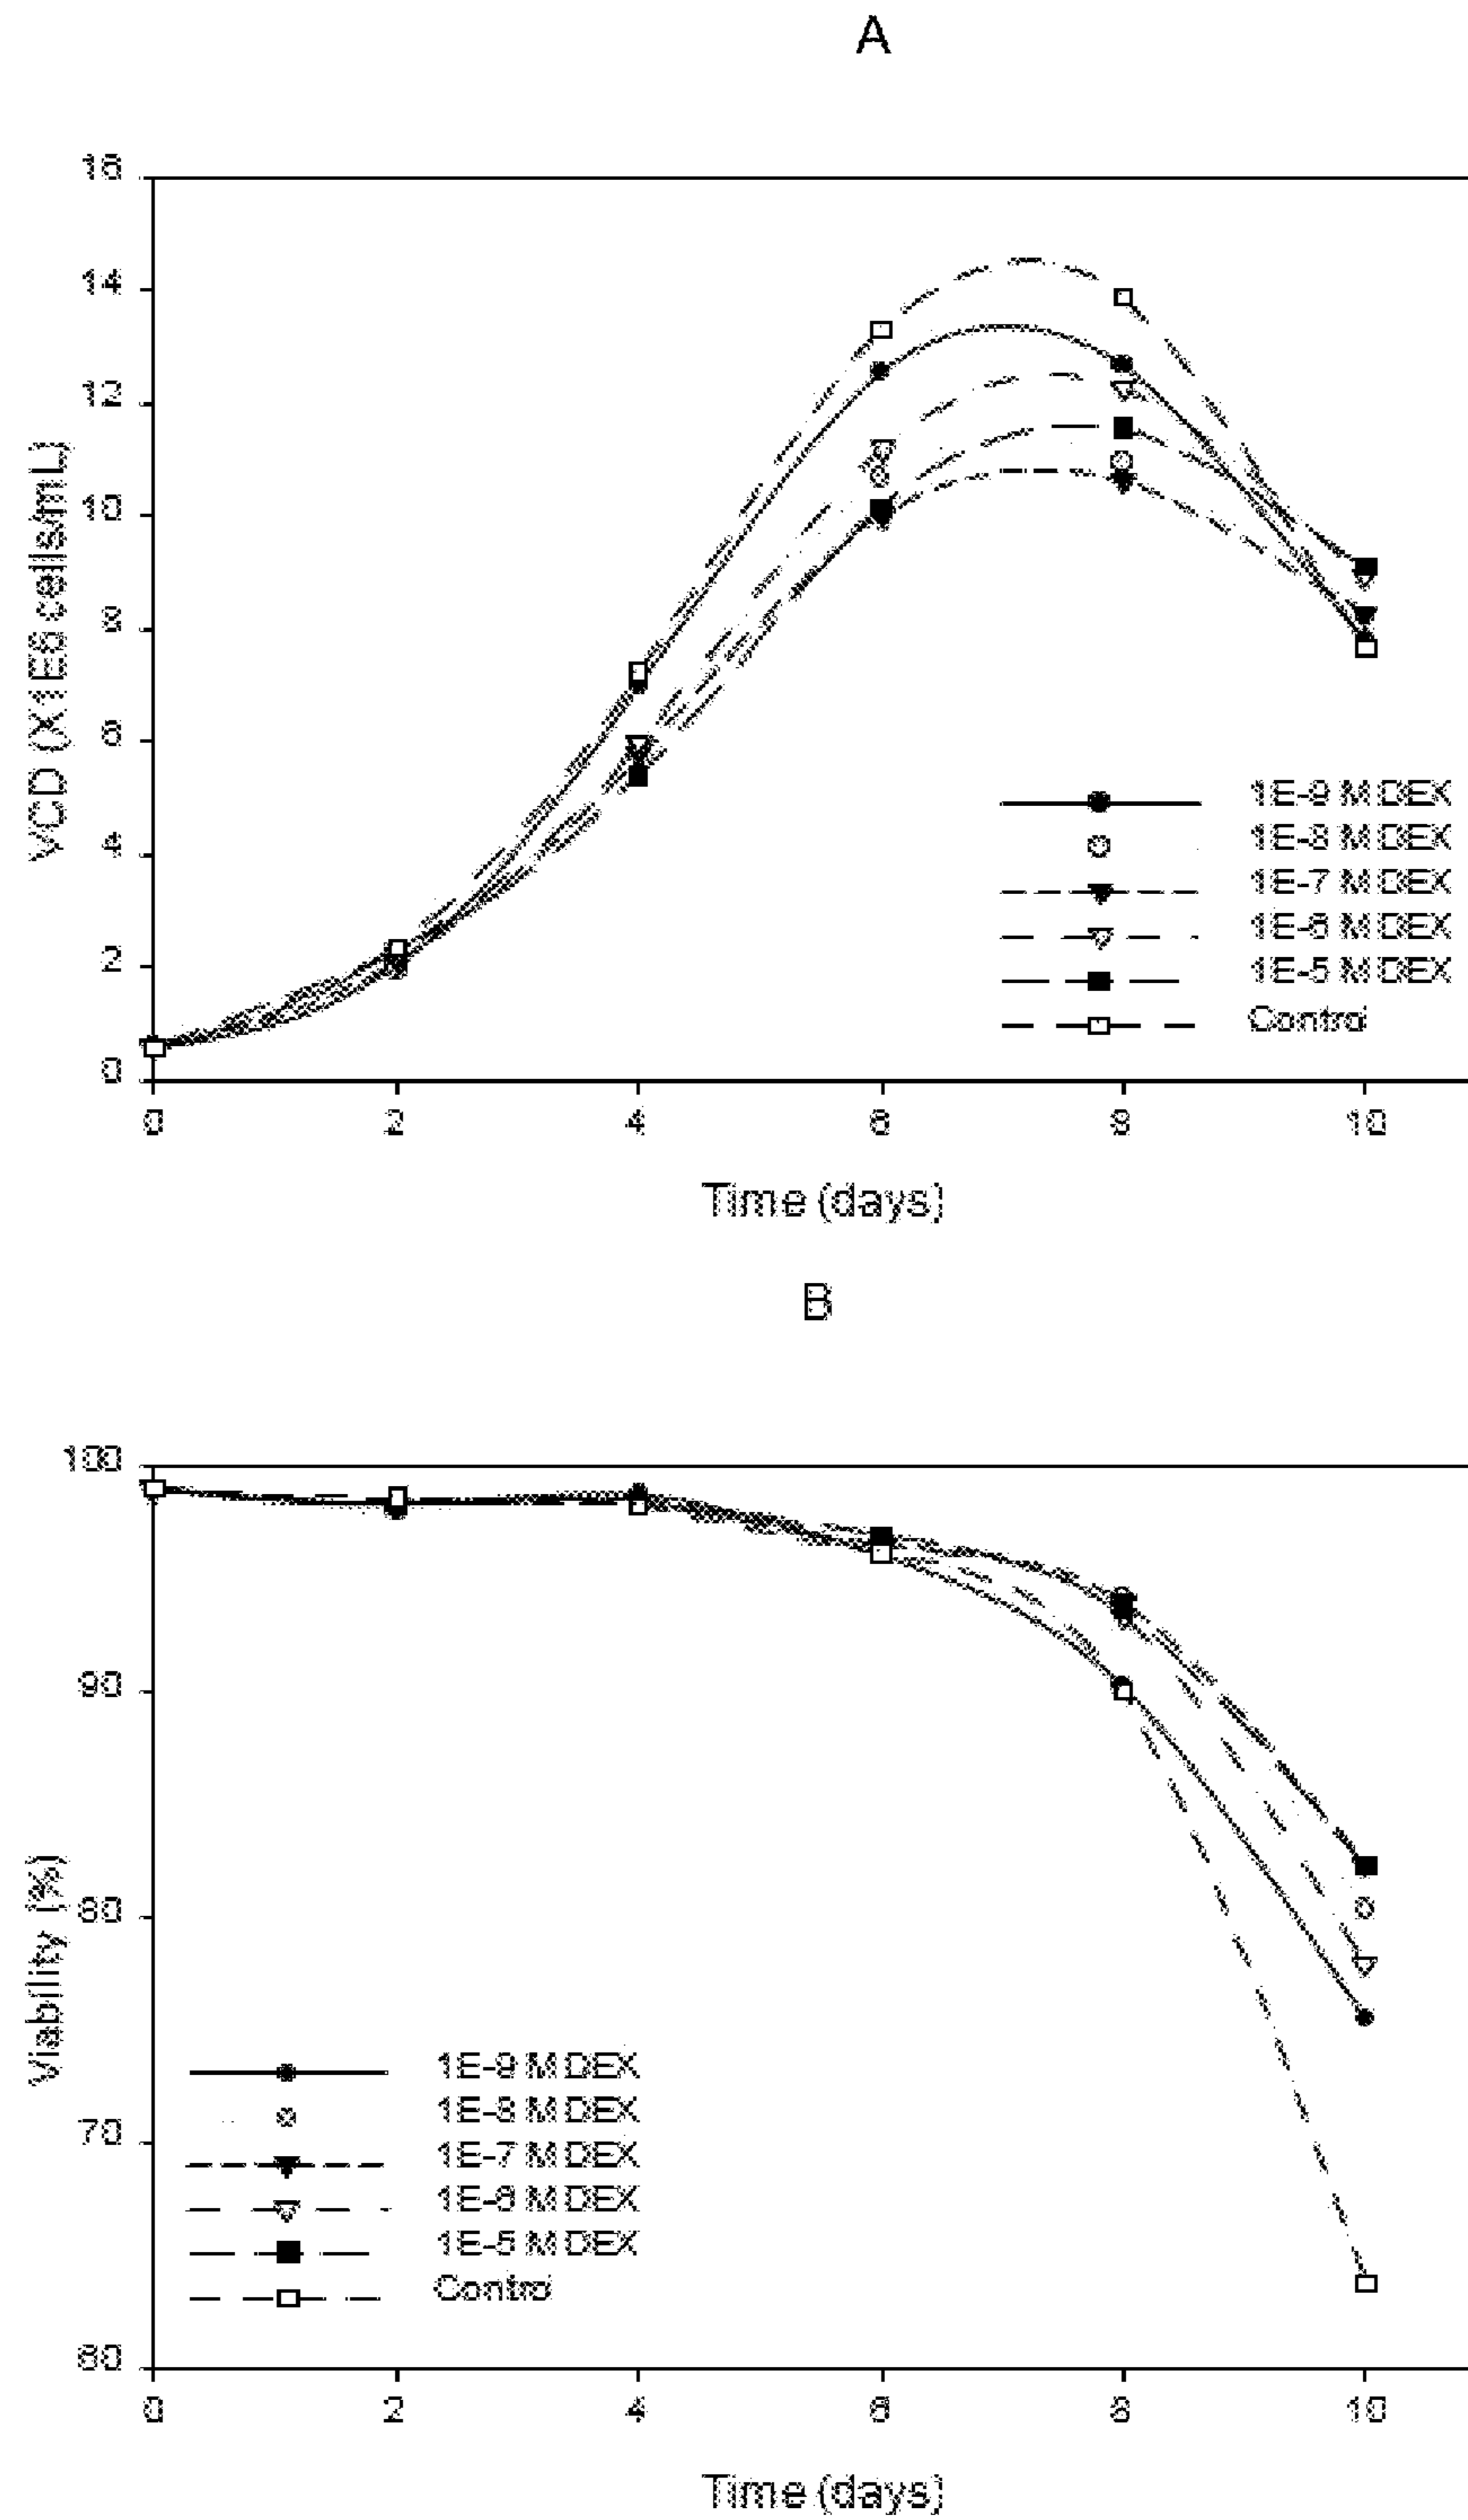 A
16
14
12
10
8
6
4
2
0
VCD (X1E6 cells/mL)
1E-9 M DEX
1E-8 M DEX
1E-7 M DEX
1E-6 M DEX
1E-5 M DEX
Control
0 2 4 6 8 10
Time (days)
B
100
90
80
70
60
Viability (%)
1E-9 M DEX
1E-8 M DEX
1E-7 M DEX
1E-6 M DEX
1E-5 M DEX
Control
0 2 4 6 8 10
Time (days)